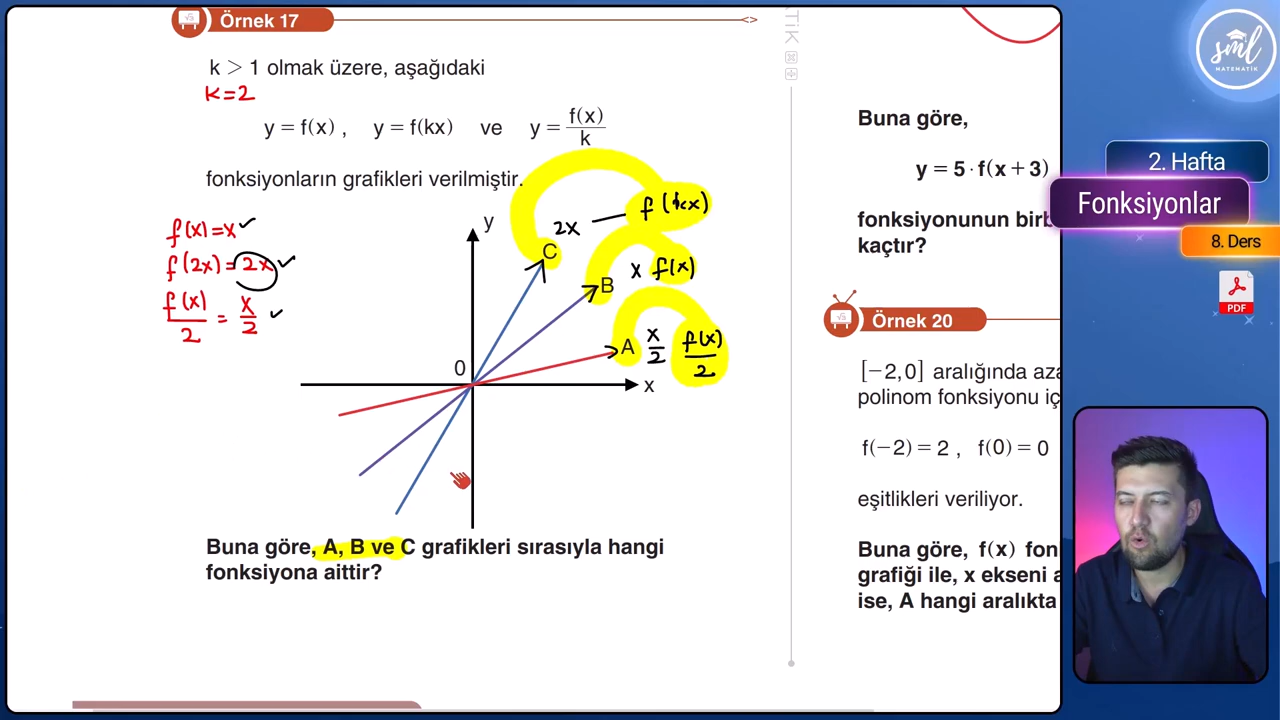 Örnek 17
k > 1 olmak üzere, aşağıdaki
k=2
y = f(x) , y = f(kx) ve y = f(x)/k
fonksiyonların grafikleri verilmiştir.
f(x)=x
f(2x)=2x
f(x)/2 = x/2
y
C 2x f(kx)
B x f(x)
A x/2 f(x)/2
0
x
Buna göre, A, B ve C grafikleri sırasıyla hangi
fonksiyona aittir?
Buna göre,
y = 5 · f(x + 3)
fonksiyonunun birb
kaçtır?
Örnek 20
[−2,0] aralığında aza
polinom fonksiyonu iç
f(−2) = 2 , f(0) = 0
eşitlikleri veriliyor.
Buna göre, f(x) fon
grafiği ile, x ekseni a
ise, A hangi aralıkta
sml
MATEMATİK
2. Hafta
Fonksiyonlar
8. Ders
PDF